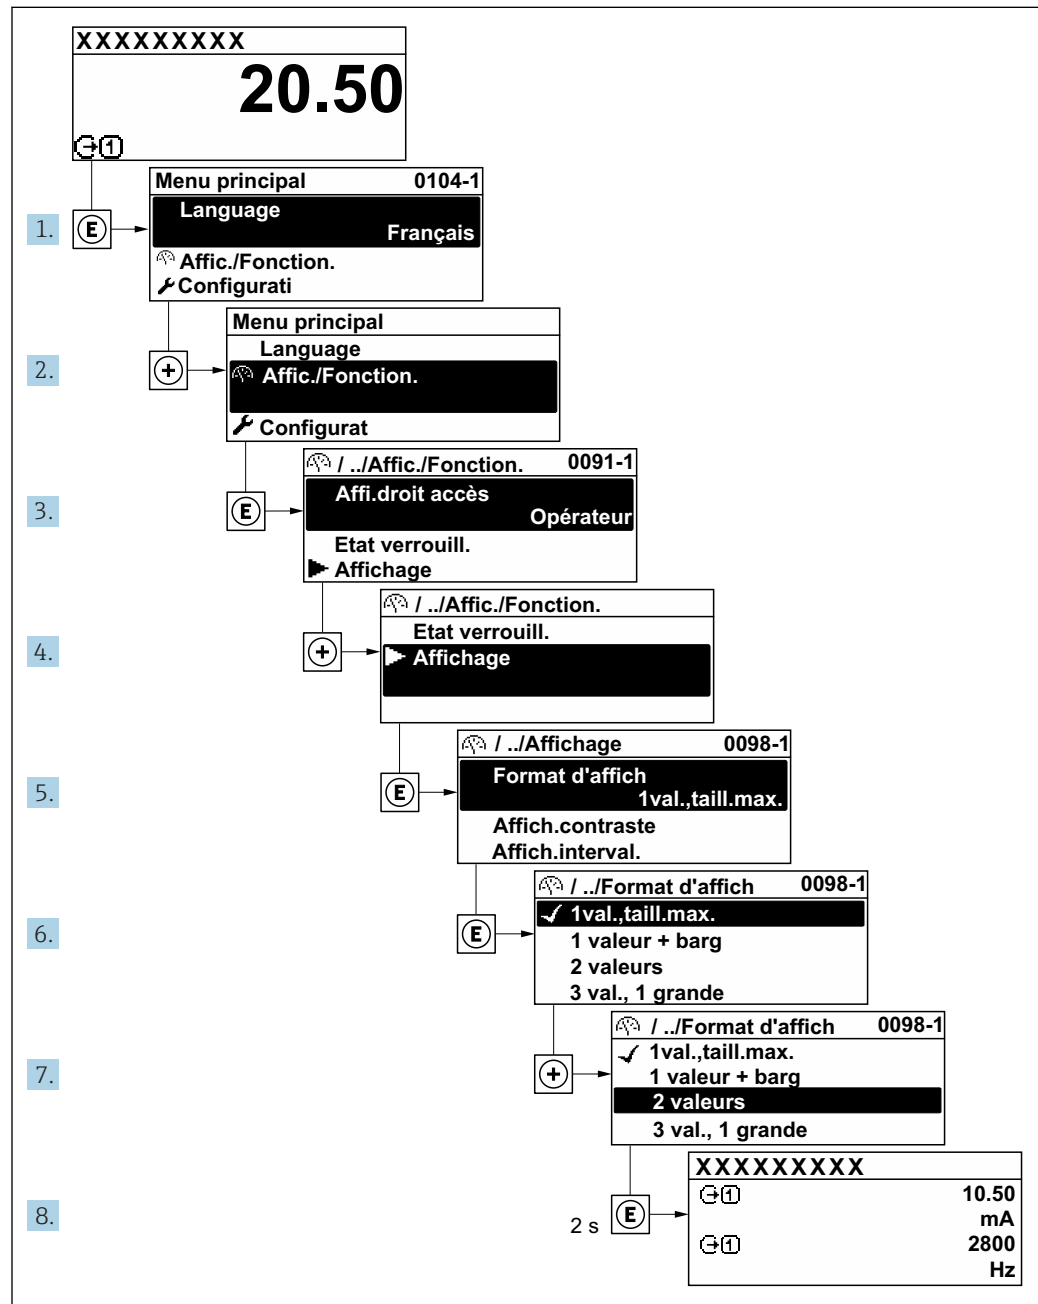 XXXXXXXXX
20.50
1
Menu principal 0104-1
Language
Français
Affic./Fonction.
Configurati
1. E
Menu principal
Language
Affic./Fonction.
Configurat
2. +
/ ../Affic./Fonction. 0091-1
Affi.droit accès
Opérateur
Etat verrouill.
Affichage
3. E
/ ../Affic./Fonction.
Etat verrouill.
Affichage
4. +
/ ../Affichage 0098-1
Format d'affich
1val.,taill.max.
Affich.contraste
Affich.interval.
5. E
/ ../Format d'affich 0098-1
1val.,taill.max.
1 valeur + barg
2 valeurs
3 val., 1 grande
6. E
/ ../Format d'affich 0098-1
1val.,taill.max.
1 valeur + barg
2 valeurs
3 val., 1 grande
7. +
XXXXXXXXX
1 10.50
mA
1 2800
Hz
8. 2 s E